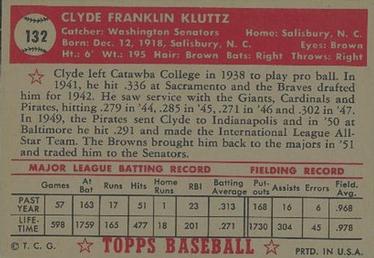 132
CLYDE FRANKLIN KLUTTZ
Catcher: Washington Senators Home: Salisbury, N. C.
Born: Dec. 12, 1918, Salisbury, N. C. Eyes: Brown
Ht.: 6' Wt.: 195 Hair: Brown Bats: Right Throws: Right
Clyde left Catawba College in 1938 to play pro ball. In
1941, he hit .336 at Sacramento and the Braves drafted
him for 1942. He saw service with the Giants, Cardinals and
Pirates, hitting .279 in '44, .285 in '45, .271 in '46 and .302 in '47.
In 1949, the Pirates sent Clyde to Indianapolis and in '50 at
Baltimore he hit .291 and made the International League All-
Star Team. The Browns brought him back to the majors in '51
and traded him to the Senators.
MAJOR LEAGUE BATTING RECORD FIELDING RECORD
Games At Bat Runs Hits Home Runs RBI Batting Average Put-outs Assists Errors Field. Avg.
PAST YEAR 57 163 17 51 1 23 .313 168 16 6 .968
LIFE-TIME 598 1759 165 477 18 201 .271 1730 304 45 .978
© T. C. G. TOPPS BASEBALL PRTD. IN U.S.A.